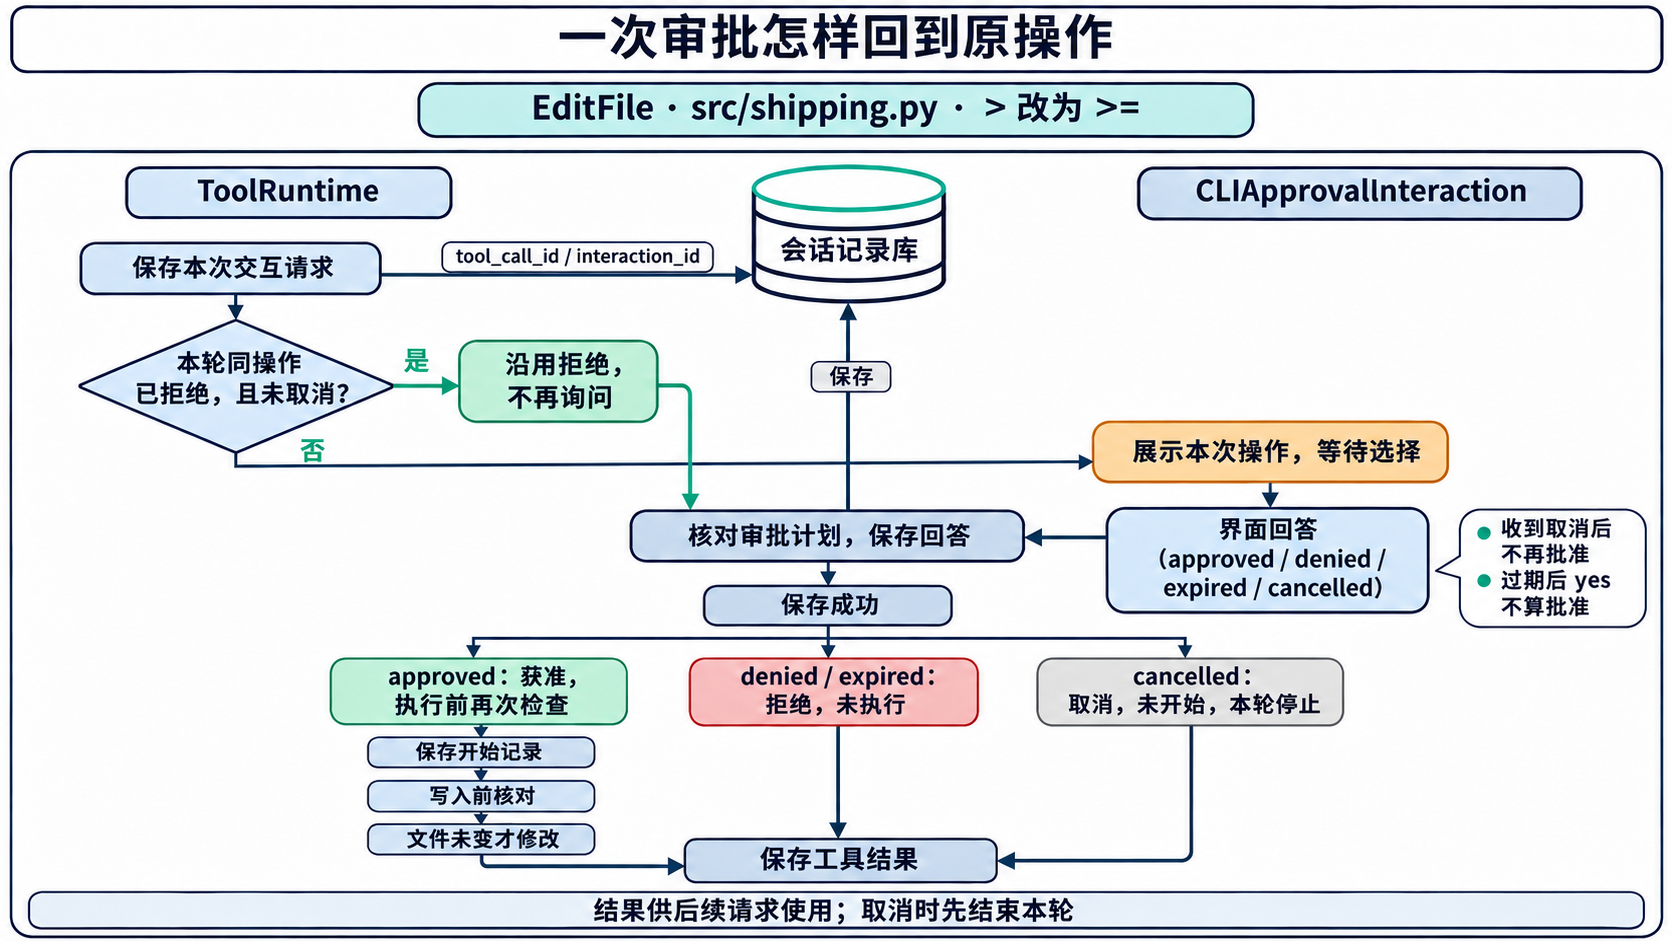 一次审批怎样回到原操作
EditFile · src/shipping.py · > 改为 >=
ToolRuntime
CLIApprovalInteraction
保存本次交互请求
tool_call_id / interaction_id
会话记录库
本轮同操作
已拒绝，且未取消？
是
沿用拒绝，
不再询问
保存
否
展示本次操作，等待选择
核对审批计划，保存回答
界面回答
（approved / denied /
expired / cancelled）
收到取消后
不再批准
过期后 yes
不算批准
保存成功
approved：获准，
执行前再次检查
denied / expired：
拒绝，未执行
cancelled：
取消，未开始，本轮停止
保存开始记录
写入前核对
文件未变才修改
保存工具结果
结果供后续请求使用；取消时先结束本轮